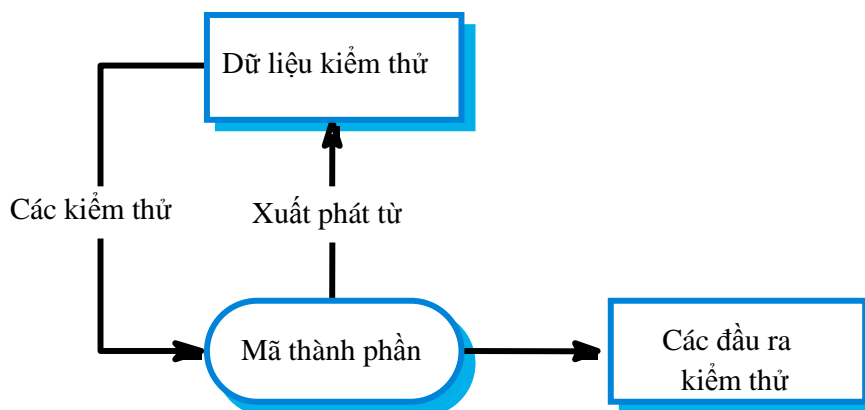 Dữ liệu kiểm thử
Các kiểm thử
Xuất phát từ
Mã thành phần
Các đầu ra
kiểm thử